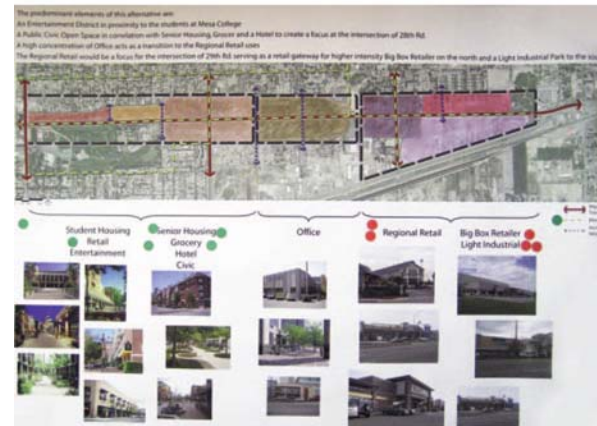 The predominant elements of this alternative are:
An Entertainment District in proximity to the students at Mesa College
A Public Civic Open Space in correlation with Senior Housing, Grocer and a Hotel to create a focus at the intersection of 28th Rd.
A high concentration of Office acts as a transition to the Regional Retail uses
The Regional Retail would be a focus for the intersection of 29th Rd. serving as a retail gateway for higher intensity Big Box Retailer on the north and a Light Industrial Park to the
Student Housing
Retail
Entertainment
Senior Housing
Grocery
Hotel
Civic
Office
Regional Retail
Big Box Retailer
Light Industrial